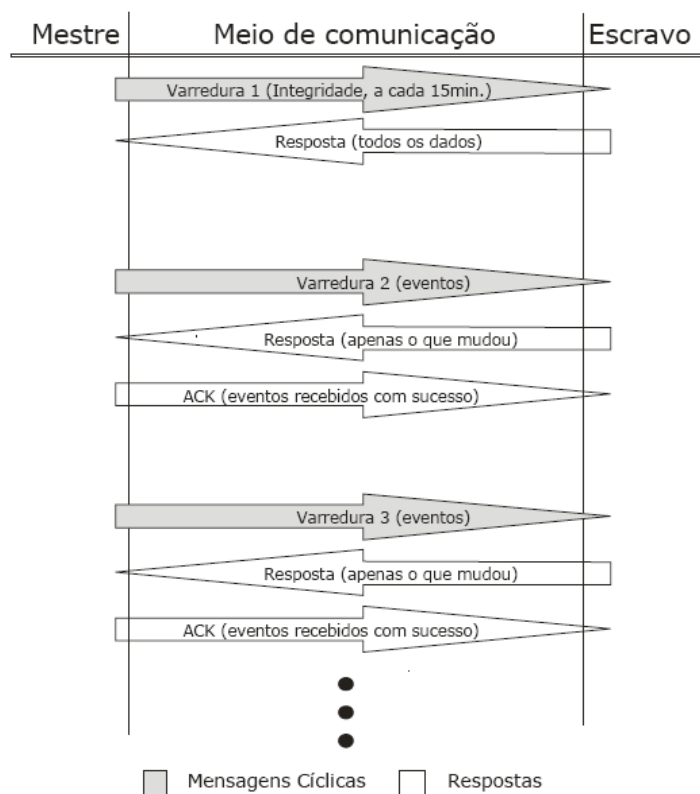 Mestre Meio de comunicação Escravo
Varredura 1 (Integridade, a cada 15min.)
Resposta (todos os dados)
Varredura 2 (eventos)
Resposta (apenas o que mudou)
ACK (eventos recebidos com sucesso)
Varredura 3 (eventos)
Resposta (apenas o que mudou)
ACK (eventos recebidos com sucesso)
Mensagens Cíclicas Respostas